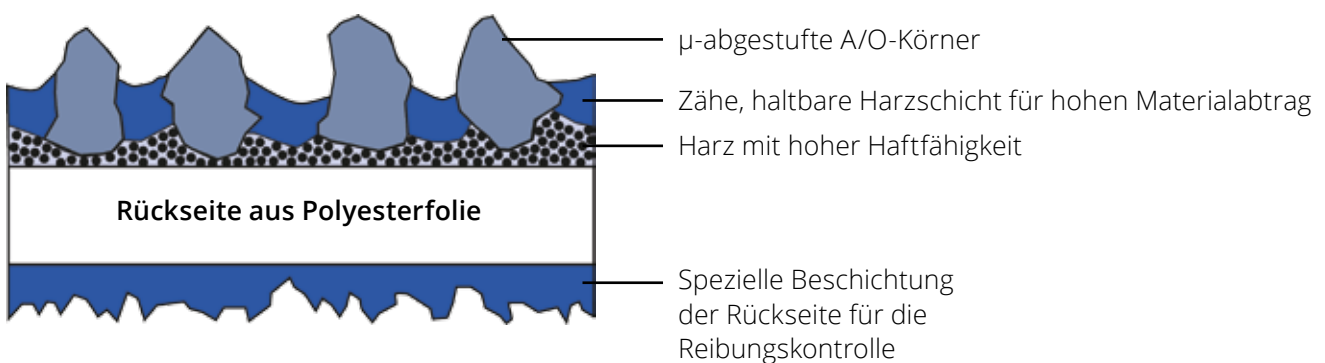 µ-abgestufte A/O-Körner
Zähe, haltbare Harzschicht für hohen Materialabtrag
Harz mit hoher Haftfähigkeit
Rückseite aus Polyesterfolie
Spezielle Beschichtung
der Rückseite für die
Reibungskontrolle